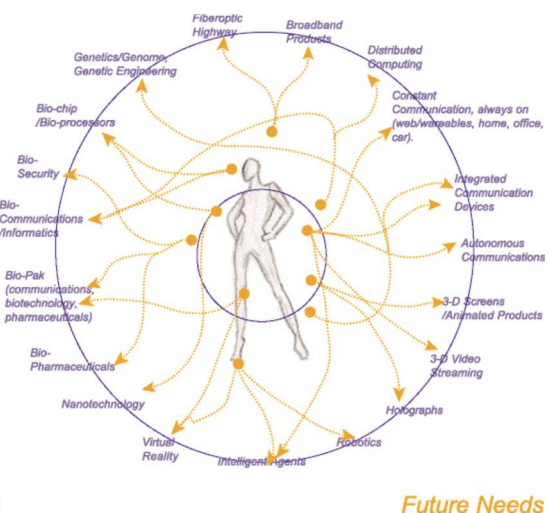 Fiberoptic
Highway
Broadband
Products
Distributed
Computing
Genetics/Genome,
Genetic Engineering
Constant
Communication, always on
(web/wareables, home, office,
car).
Bio-chip
/Bio-processors
Bio-
Security
Integrated
Communication
Devices
Bio-
Communications
/Informatics
Autonomous
Communications
Bio-Pak
(communications,
biotechnology,
pharmaceuticals)
3-D Screens
/Animated Products
Bio-
Pharmaceuticals
3-D Video
Streaming
Nanotechnology
Holographs
Virtual
Reality
Robotics
Intelligent Agents
Future Needs